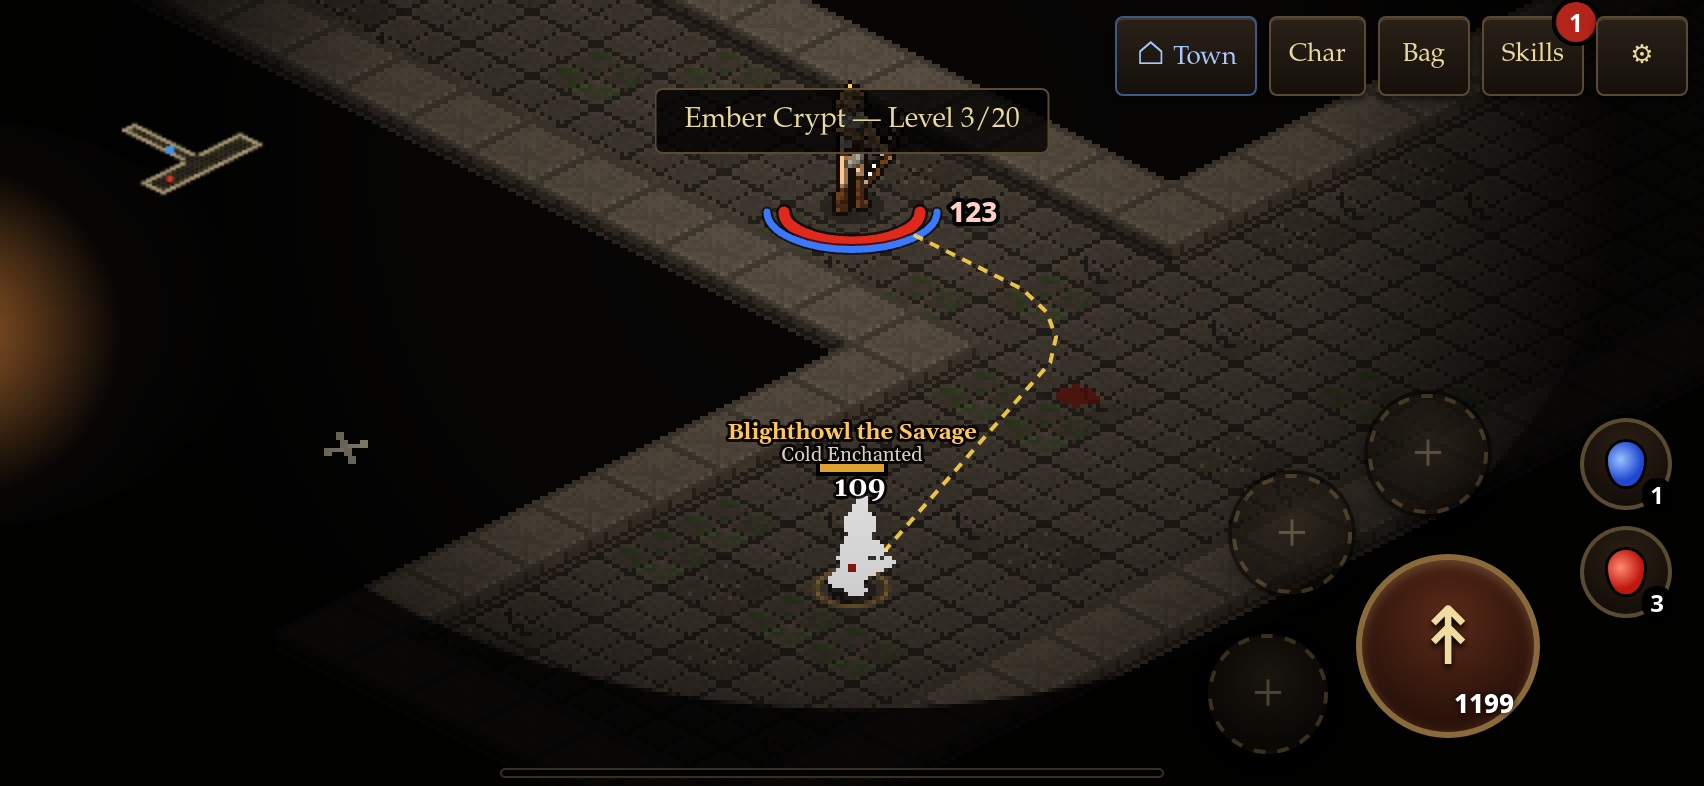 Town
Char
Bag
Skills
1
Ember Crypt — Level 3/20
123
Blighthowl the Savage
Cold Enchanted
109
1
3
1199